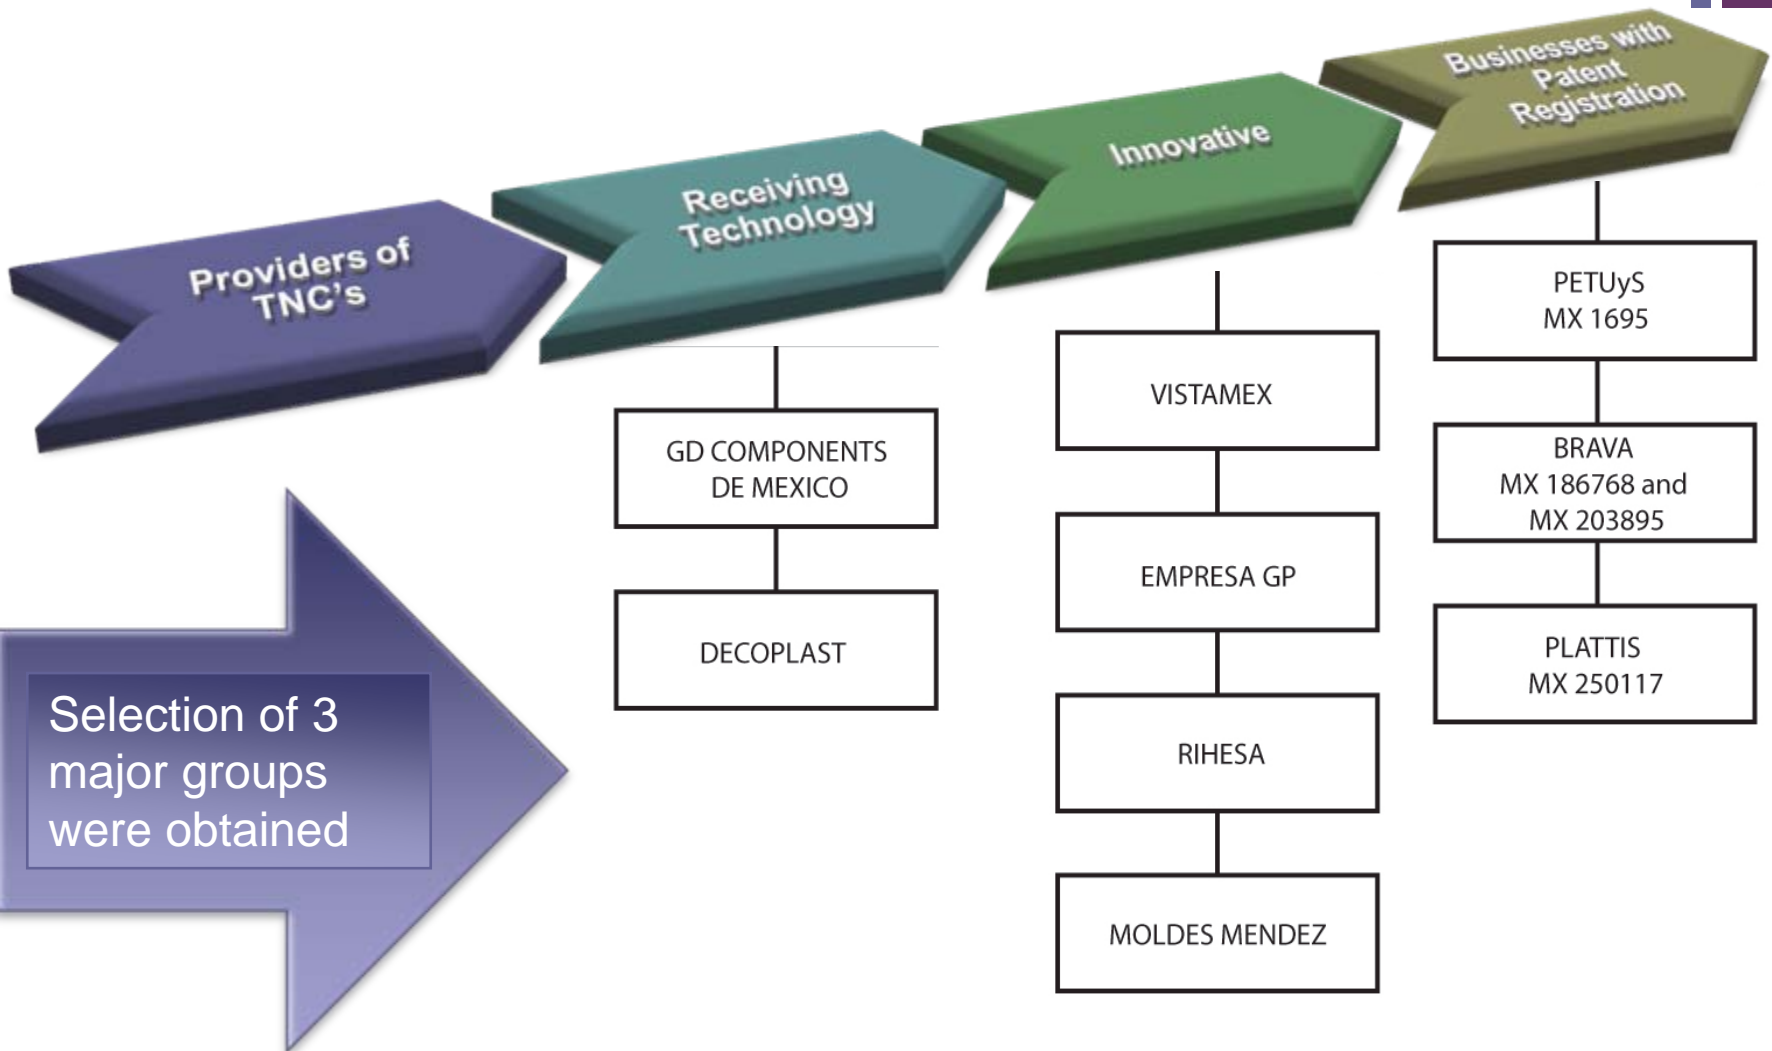 Providers of
TNC's
Receiving
Technology
Innovative
Businesses with
Patent
Registration
GD COMPONENTS
DE MEXICO
DECOPLAST
VISTAMEX
EMPRESA GP
RIHESA
MOLDES MENDEZ
PETUyS
MX 1695
BRAVA
MX 186768 and
MX 203895
PLATTIS
MX 250117
Selection of 3
major groups
were obtained